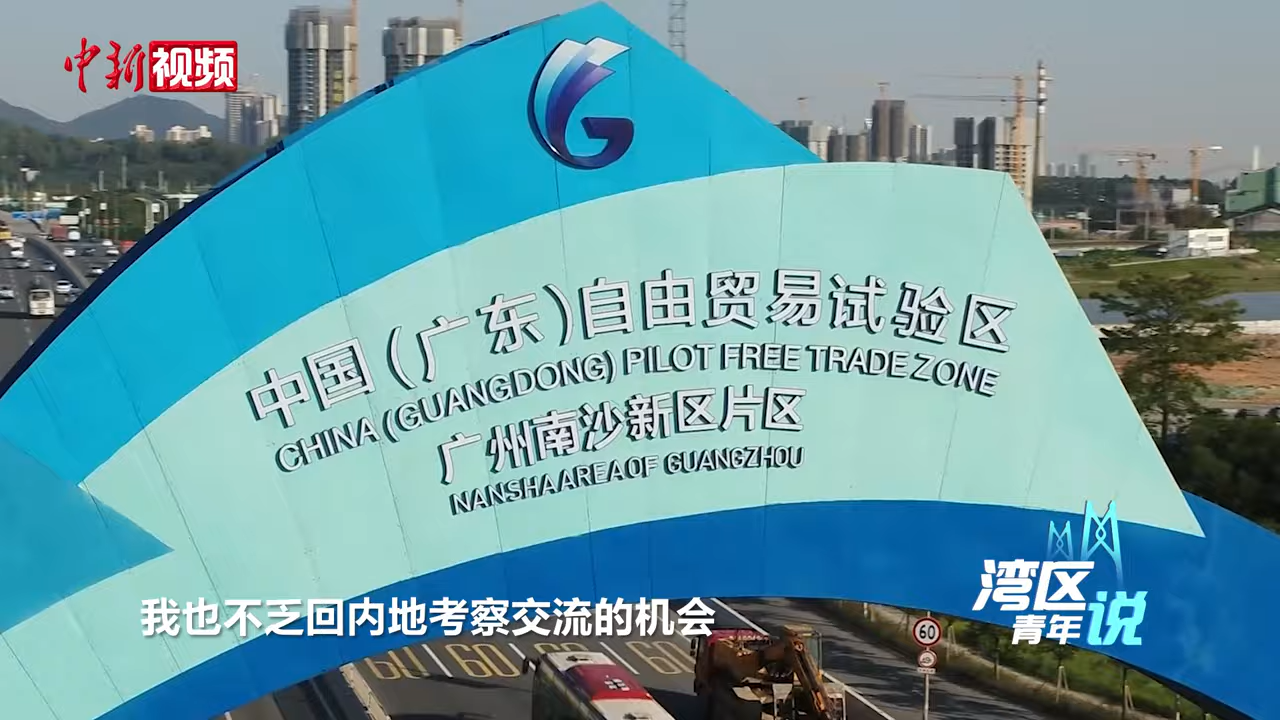 中新视频
中国(广东)自由贸易试验区
CHINA (GUANGDONG) PILOT FREE TRADE ZONE
广州南沙新区片区
NANSHA AREA OF GUANGZHOU
湾区
青年说
我也不乏回内地考察交流的机会
60
60 60 60